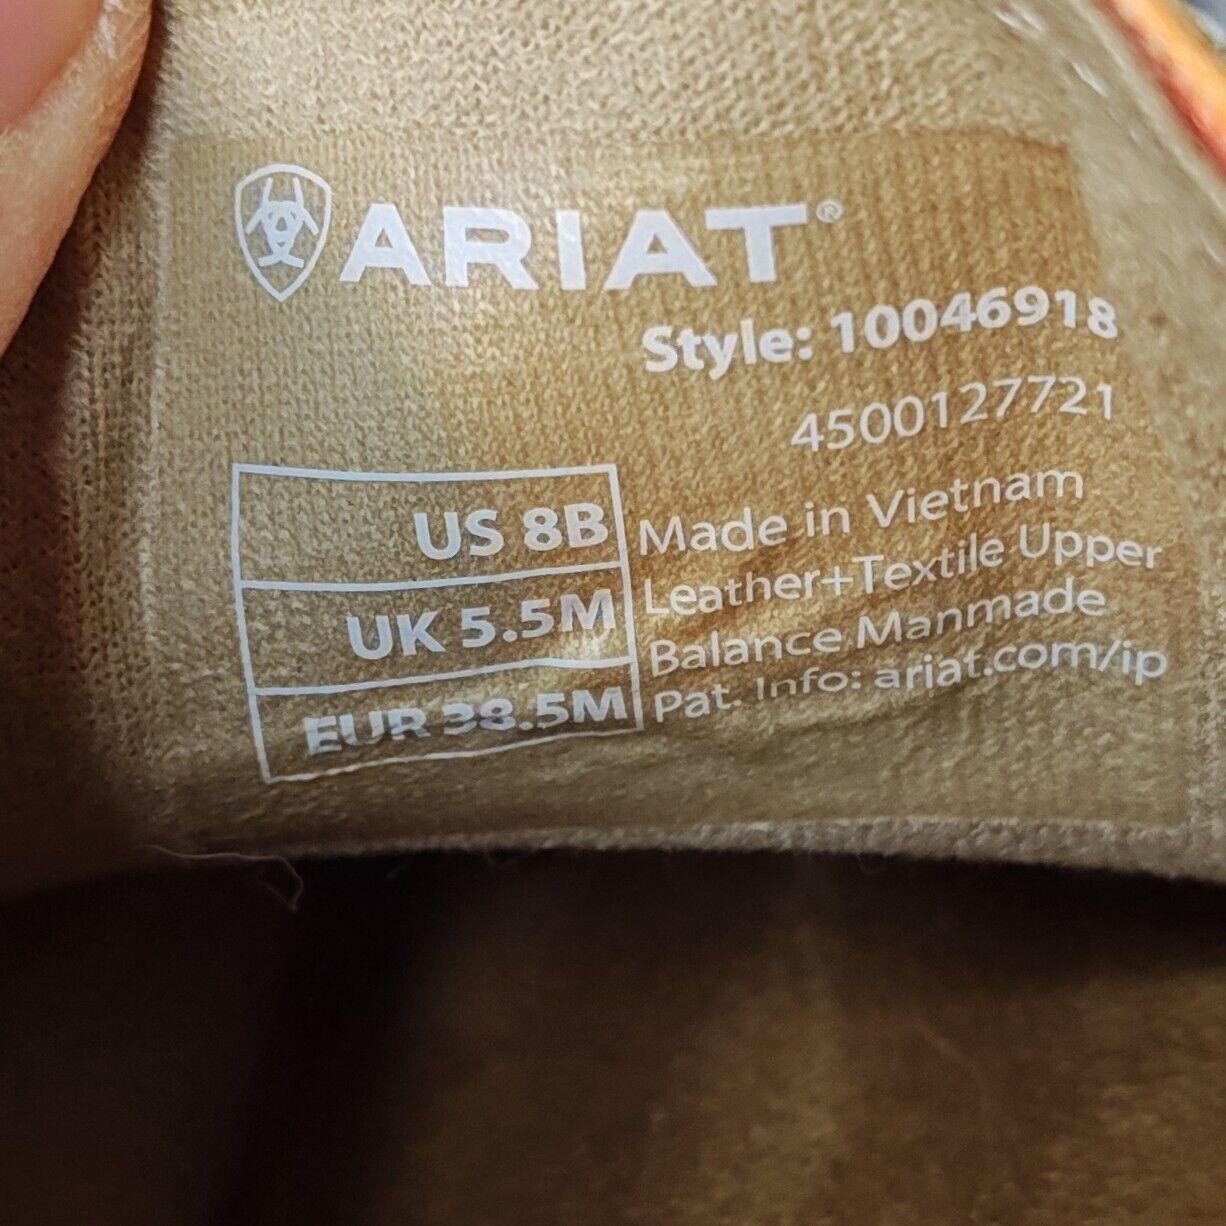 ARIAT®
Style: 10046918
4500127721
US 8B
UK 5.5M
EUR 38.5M
Made in Vietnam
Leather+Textile Upper
Balance Manmade
Pat. Info: ariat.com/ip